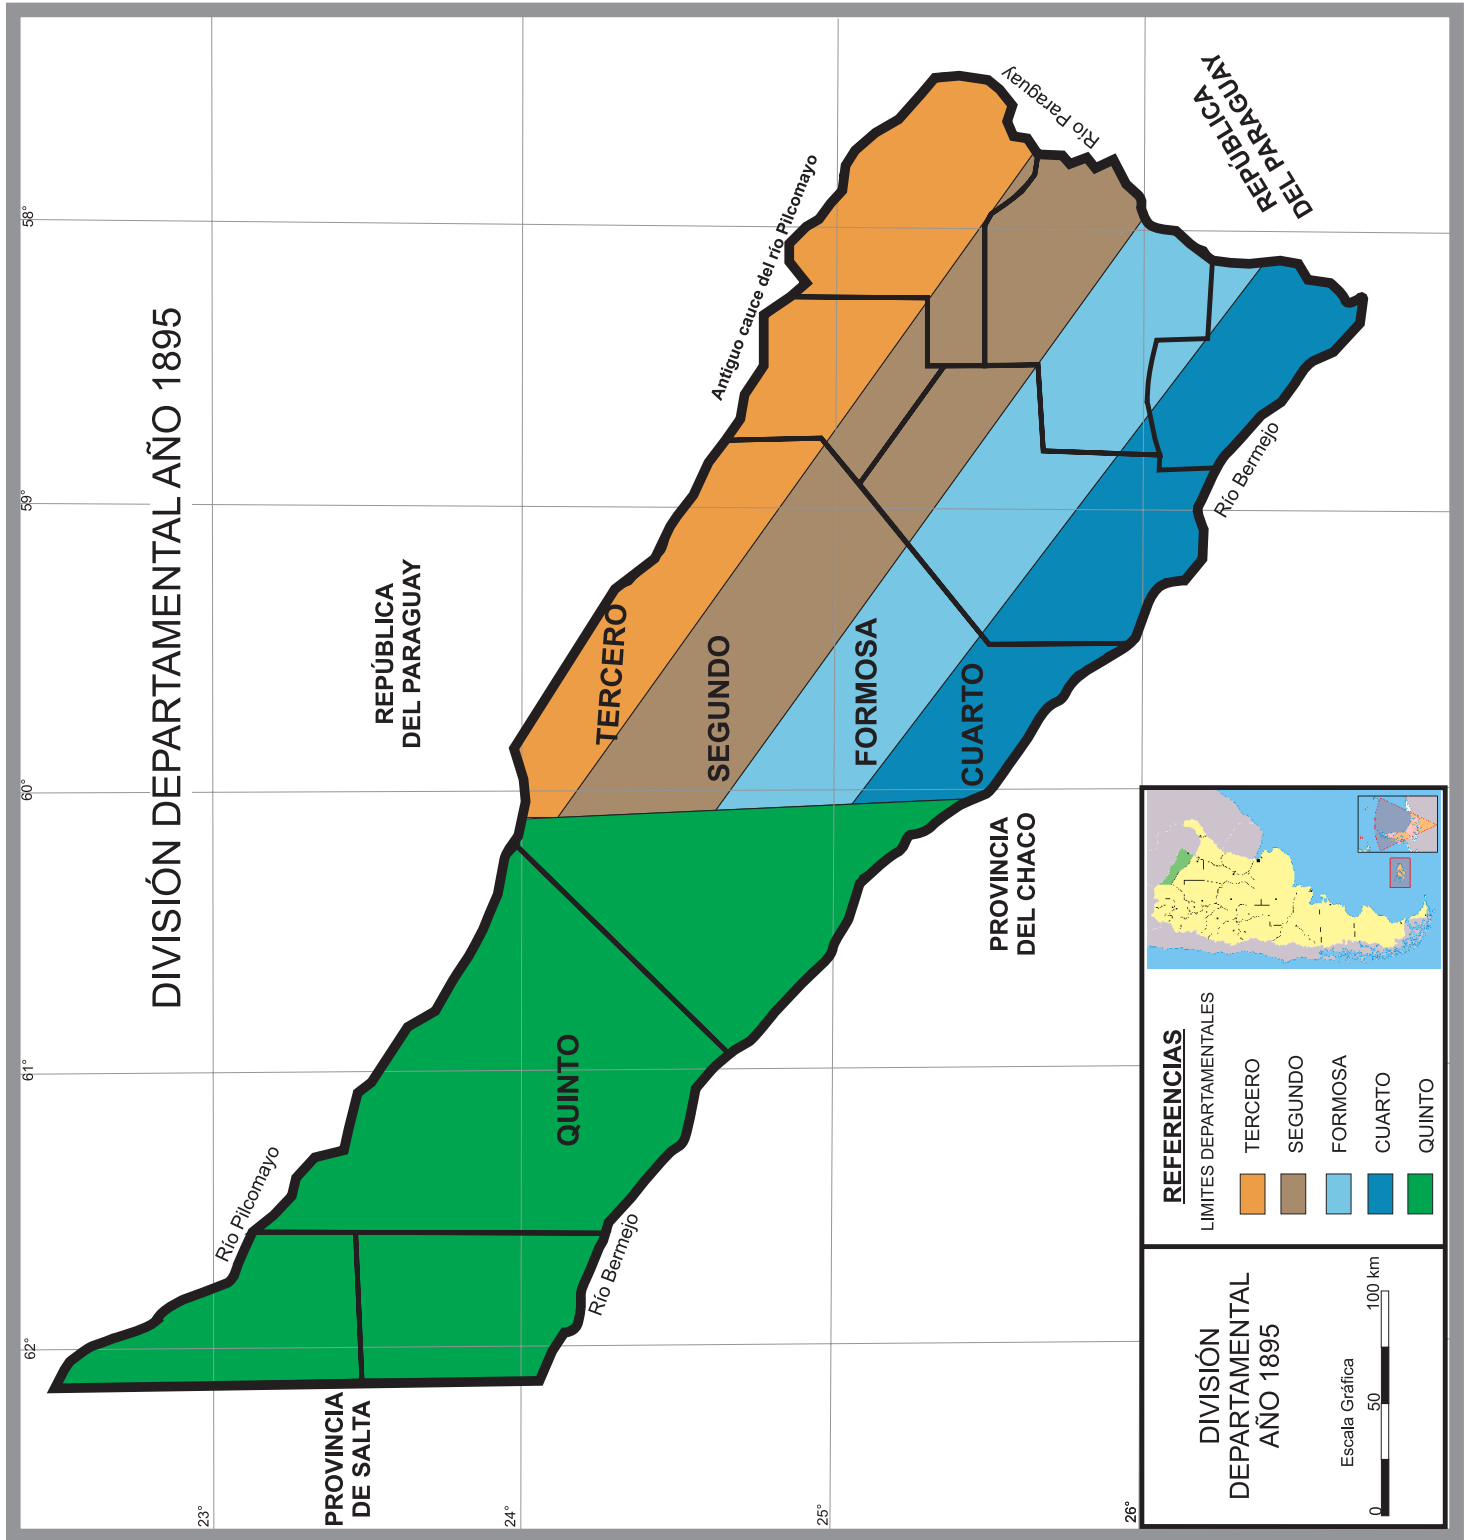 DIVISIÓN DEPARTAMENTAL AÑO 1895
62°
61°
60°
59°
58°
23°
24°
25°
26°
REPÚBLICA
DEL PARAGUAY
Antiguo cauce del río Pilcomayo
Río Pilcomayo
Río Paraguay
REPÚBLICA
DEL PARAGUAY
PROVINCIA
DE SALTA
QUINTO
TERCERO
SEGUNDO
FORMOSA
CUARTO
Río Bermejo
Río Bermejo
PROVINCIA
DEL CHACO
DIVISIÓN
DEPARTAMENTAL
AÑO 1895
Escala Gráfica
0 50 100 km
REFERENCIAS
LIMITES DEPARTAMENTALES
TERCERO
SEGUNDO
FORMOSA
CUARTO
QUINTO